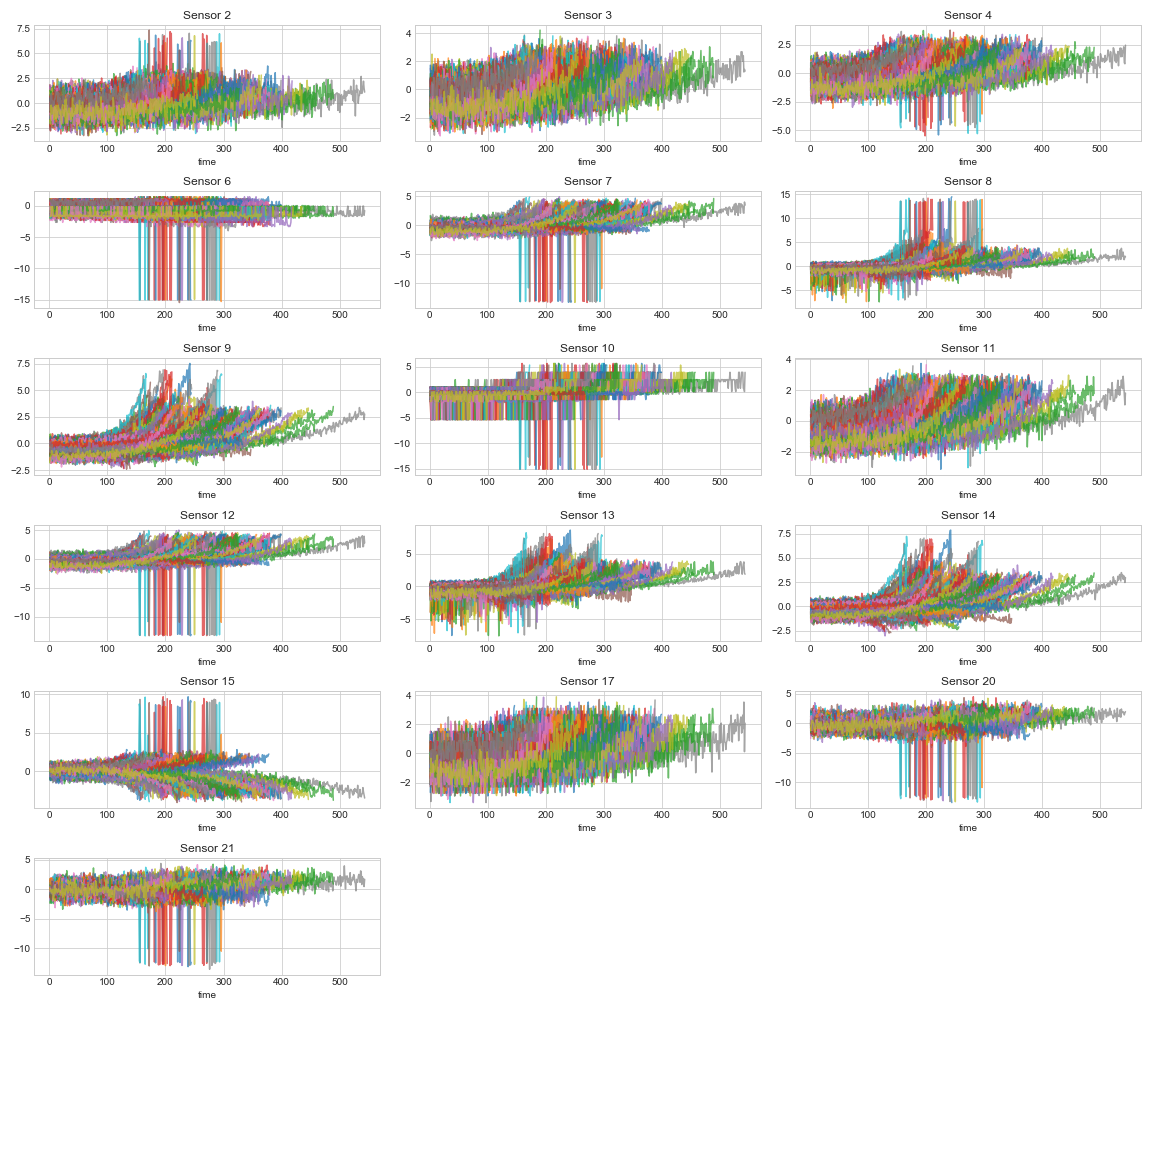 Sensor 2 Sensor 3 Sensor 4
7.5 4 2.5
5.0 2 0.0
2.5 0 −2.5
0.0 −2 −5.0
−2.5
0 100 200 300 400 500 0 100 200 300 400 500 0 100 200 300 400 500
time time time
Sensor 6 Sensor 7 Sensor 8
0 5 15
−5 0 10
−10 −5 5
−15 −10 0
−5
0 100 200 300 400 500 0 100 200 300 400 500 0 100 200 300 400 500
time time time
Sensor 9 Sensor 10 Sensor 11
7.5 5 4
5.0 0 2
2.5 −5 0
0.0 −10 −2
−2.5 −15
0 100 200 300 400 500 0 100 200 300 400 500 0 100 200 300 400 500
time time time
Sensor 12 Sensor 13 Sensor 14
5 5 7.5
0 0 5.0
−5 −5 2.5
−10 0.0
−2.5
0 100 200 300 400 500 0 100 200 300 400 500 0 100 200 300 400 500
time time time
Sensor 15 Sensor 17 Sensor 20
10 4 5
5 2 0
0 0 −5
−2 −10
0 100 200 300 400 500 0 100 200 300 400 500 0 100 200 300 400 500
time time time
Sensor 21
5
0
−5
−10
0 100 200 300 400 500
time